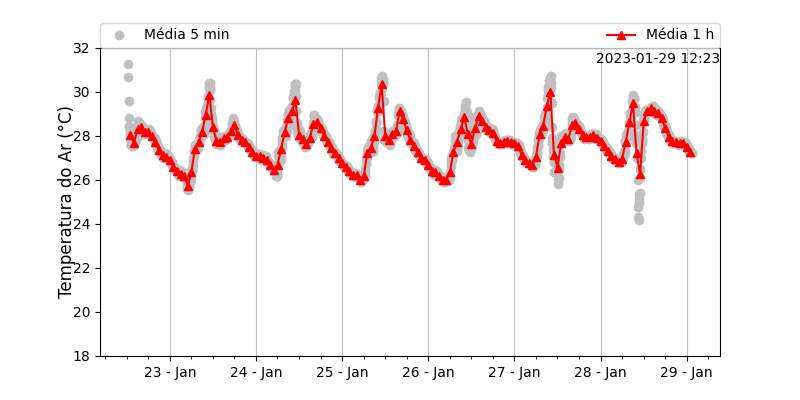 Média 5 min
Média 1 h
2023-01-29 12:23
Temperatura do Ar (°C)
32
30
28
26
24
22
20
18
23 - Jan
24 - Jan
25 - Jan
26 - Jan
27 - Jan
28 - Jan
29 - Jan